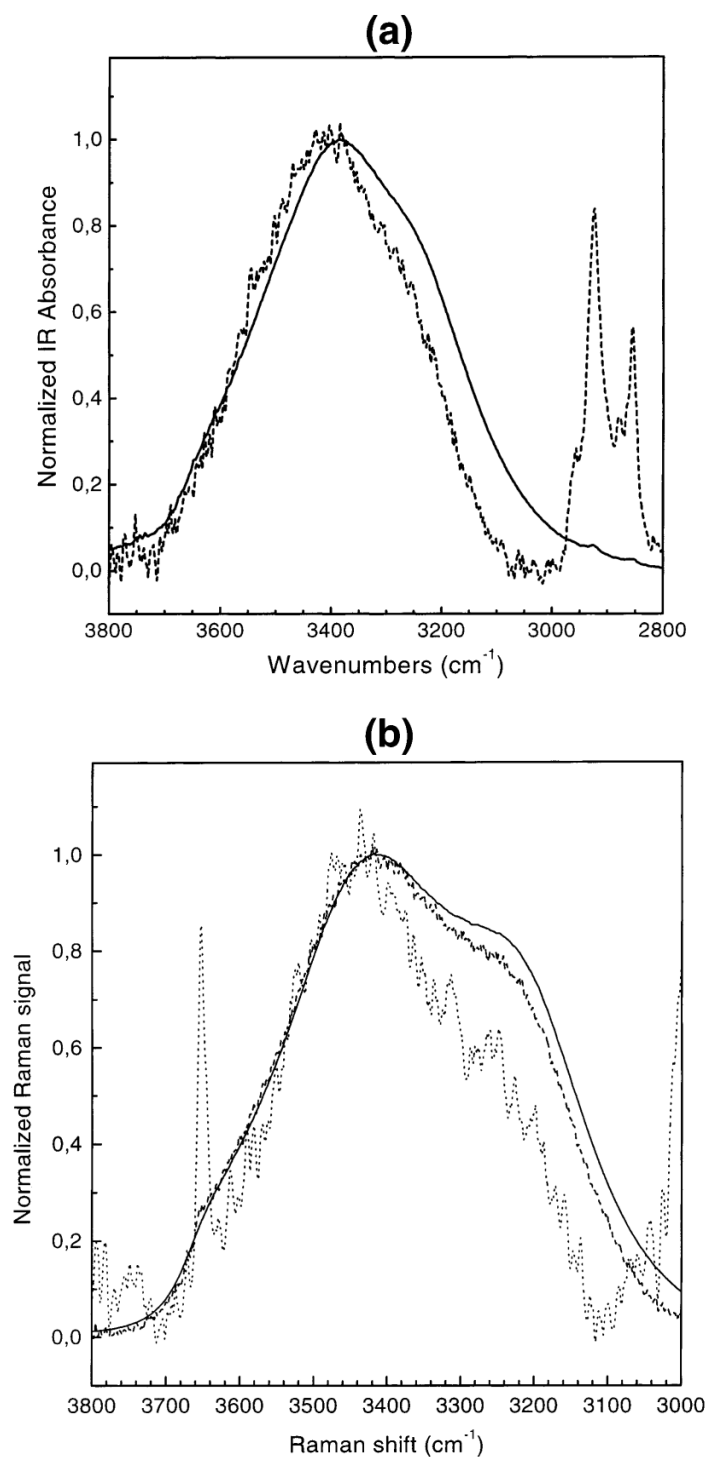 (a)
1,0
0,8
0,6
0,4
0,2
0,0
Normalized IR Absorbance
3800 3600 3400 3200 3000 2800
Wavenumbers (cm-1)
(b)
1,0
0,8
0,6
0,4
0,2
0,0
Normalized Raman signal
3800 3700 3600 3500 3400 3300 3200 3100 3000
Raman shift (cm-1)